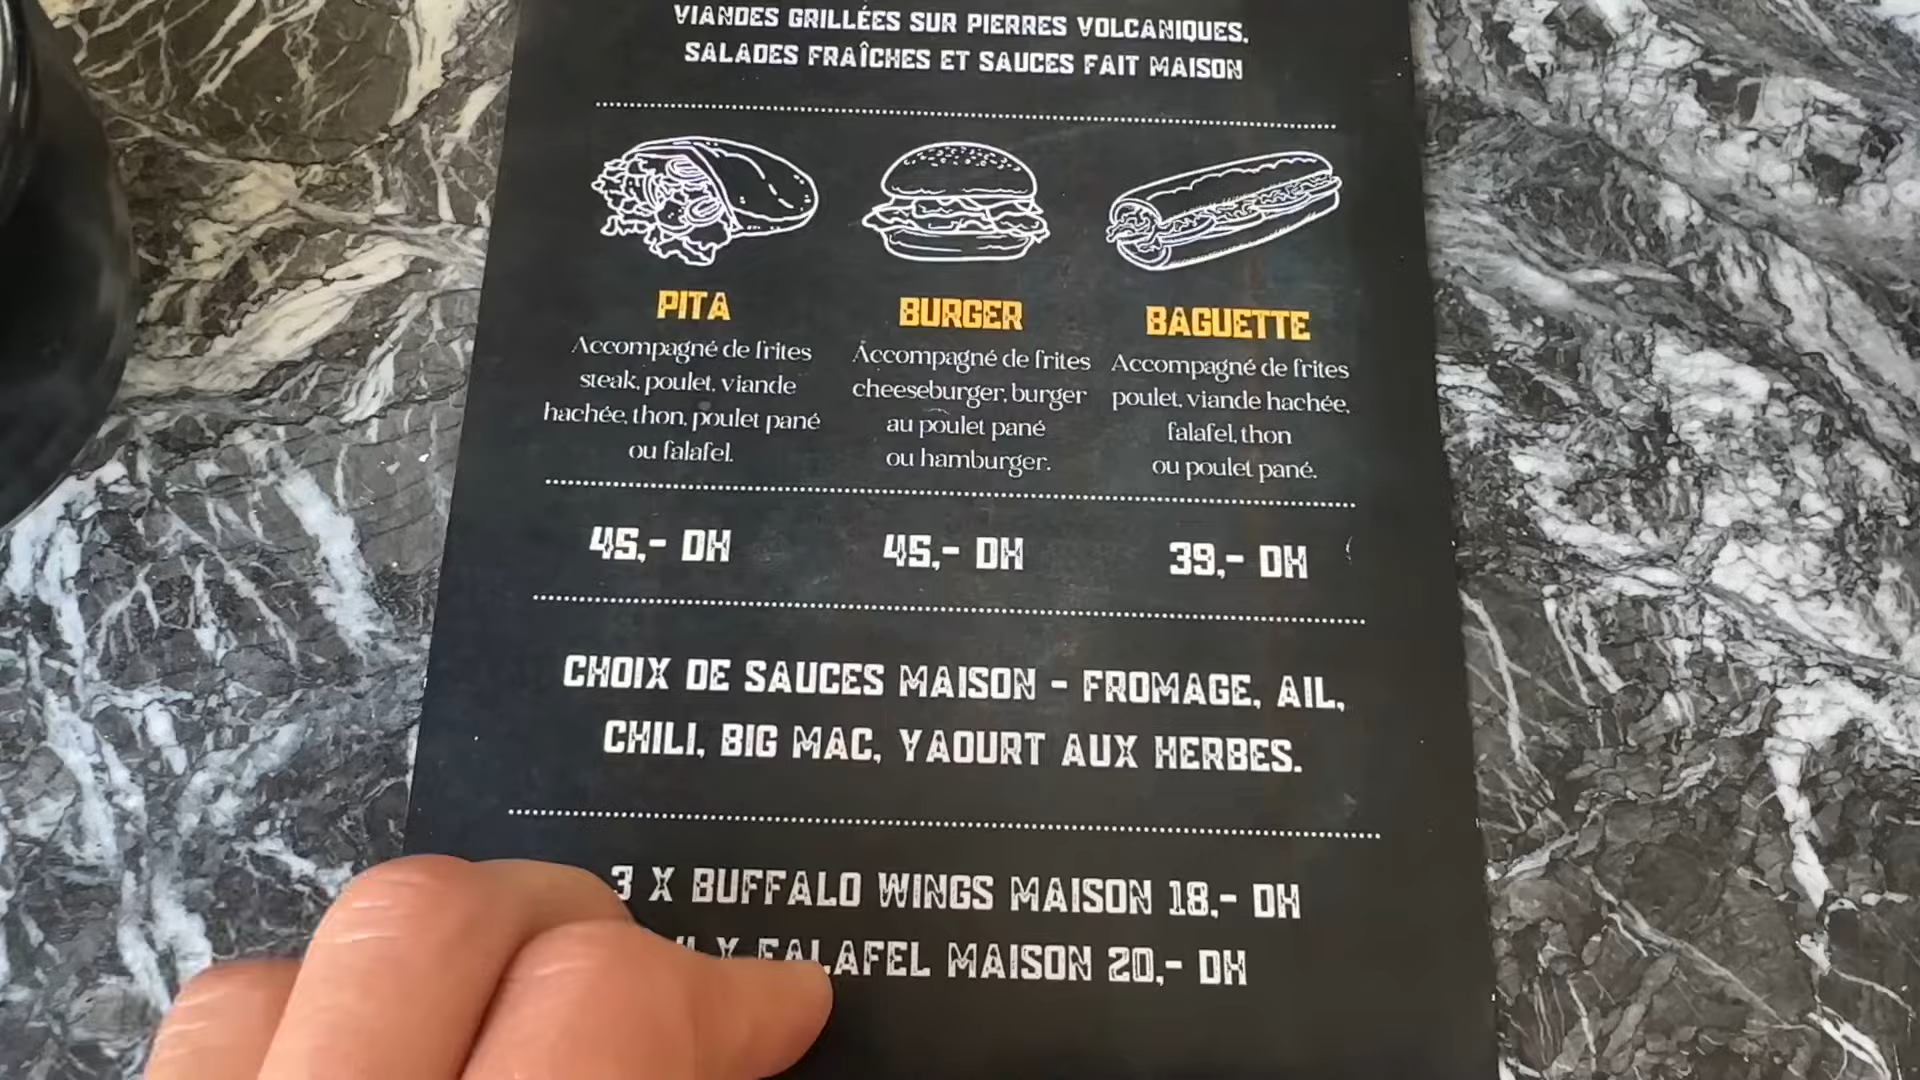 VIANDES GRILLÉES SUR PIERRES VOLCANIQUES.
SALADES FRAÎCHES ET SAUCES FAIT MAISON
PITA
Accompagné de frites
steak, poulet, viande
hachée, thon, poulet pané
ou falafel.
45,- DH
BURGER
Accompagné de frites
cheeseburger, burger
au poulet pané
ou hamburger.
45,- DH
BAGUETTE
Accompagné de frites
poulet, viande hachée,
falafel, thon
ou poulet pané.
39,- DH
CHOIX DE SAUCES MAISON - FROMAGE, AIL,
CHILI, BIG MAC, YAOURT AUX HERBES.
3 X BUFFALO WINGS MAISON 18,- DH
4 X FALAFEL MAISON 20,- DH